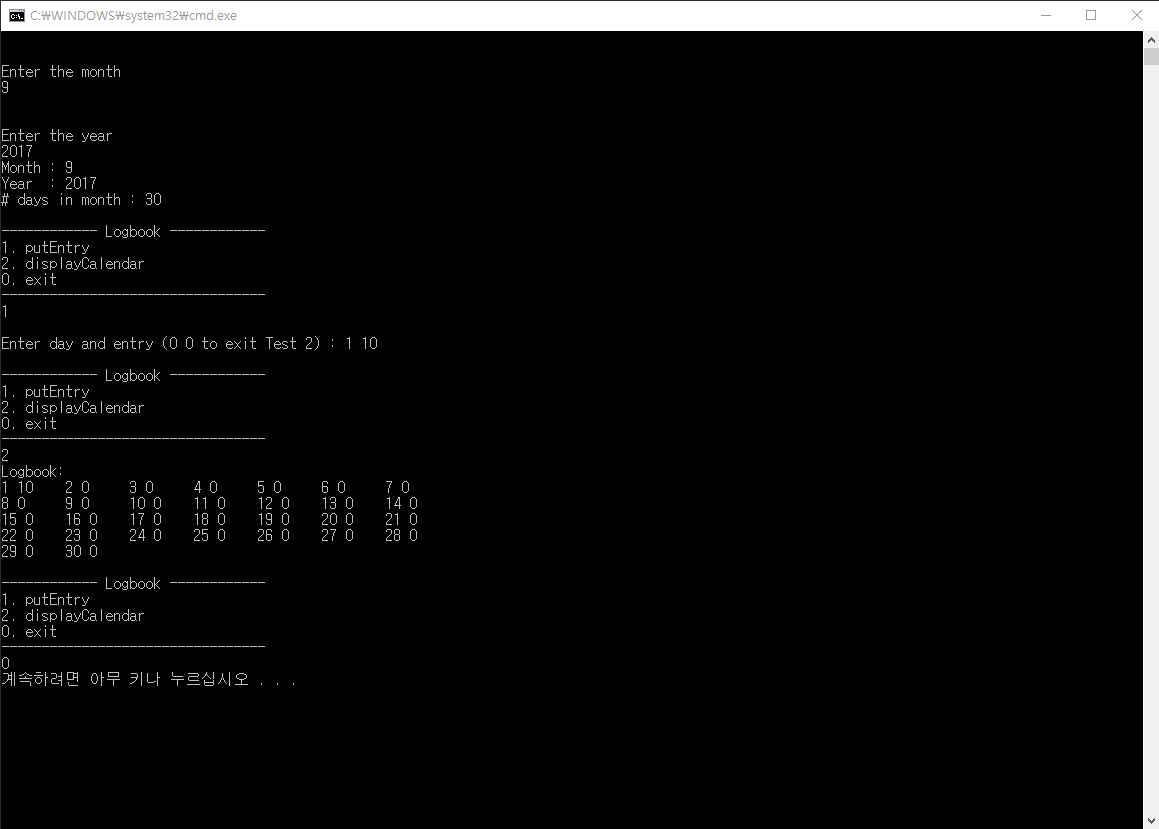 C:₩WINDOWS₩system32₩cmd.exe
Enter the month
9
Enter the year
2017
Month : 9
Year  : 2017
# days in month : 30
------------ Logbook ------------
1. putEntry
2. displayCalendar
0. exit
---------------------------------
1
Enter day and entry (0 0 to exit Test 2) : 1 10
------------ Logbook ------------
1. putEntry
2. displayCalendar
0. exit
---------------------------------
2
Logbook:
1 10    2 0     3 0     4 0     5 0     6 0     7 0
8 0     9 0     10 0    11 0    12 0    13 0    14 0
15 0    16 0    17 0    18 0    19 0    20 0    21 0
22 0    23 0    24 0    25 0    26 0    27 0    28 0
29 0    30 0
------------ Logbook ------------
1. putEntry
2. displayCalendar
0. exit
---------------------------------
0
계속하려면 아무 키나 누르십시오 . . .